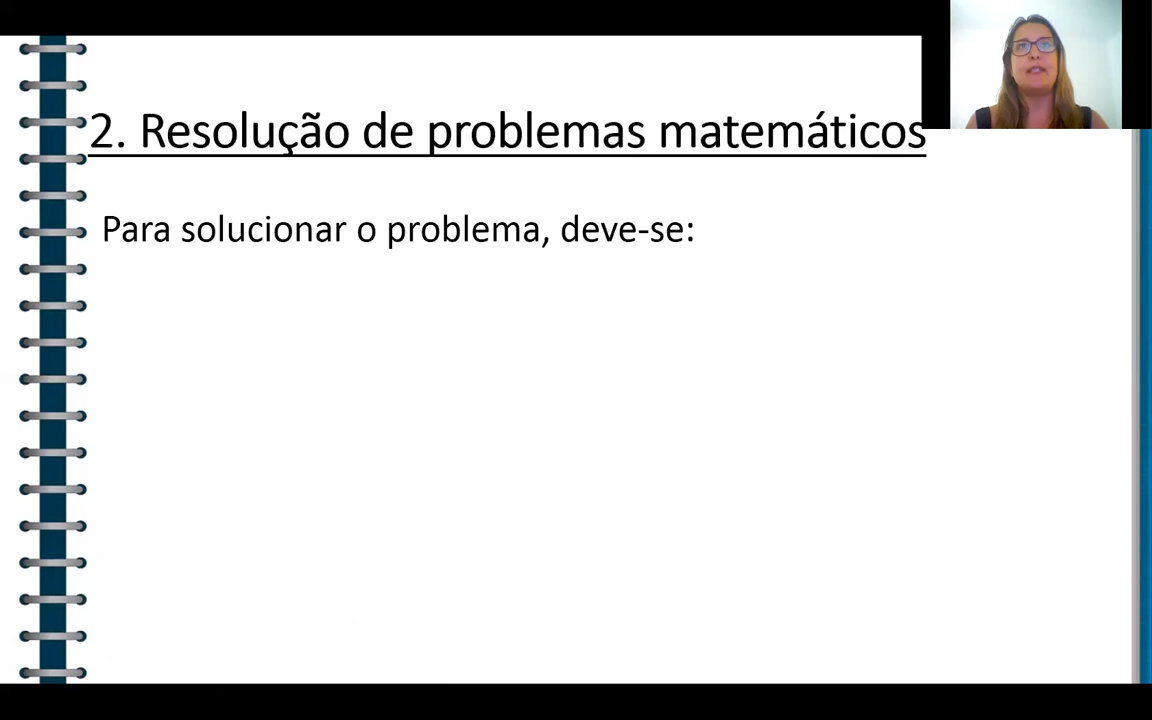 2. Resolução de problemas matemáticos
Para solucionar o problema, deve-se: